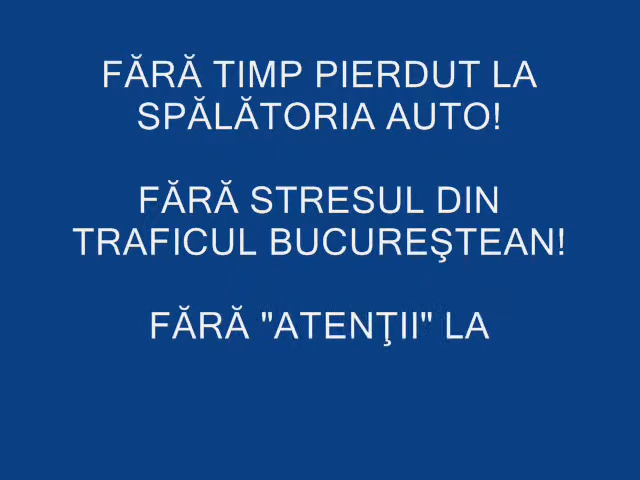 FĂRĂ TIMP PIERDUT LA
SPĂLĂTORIA AUTO!
FĂRĂ STRESUL DIN
TRAFICUL BUCUREŞTEAN!
FĂRĂ "ATENŢII" LA